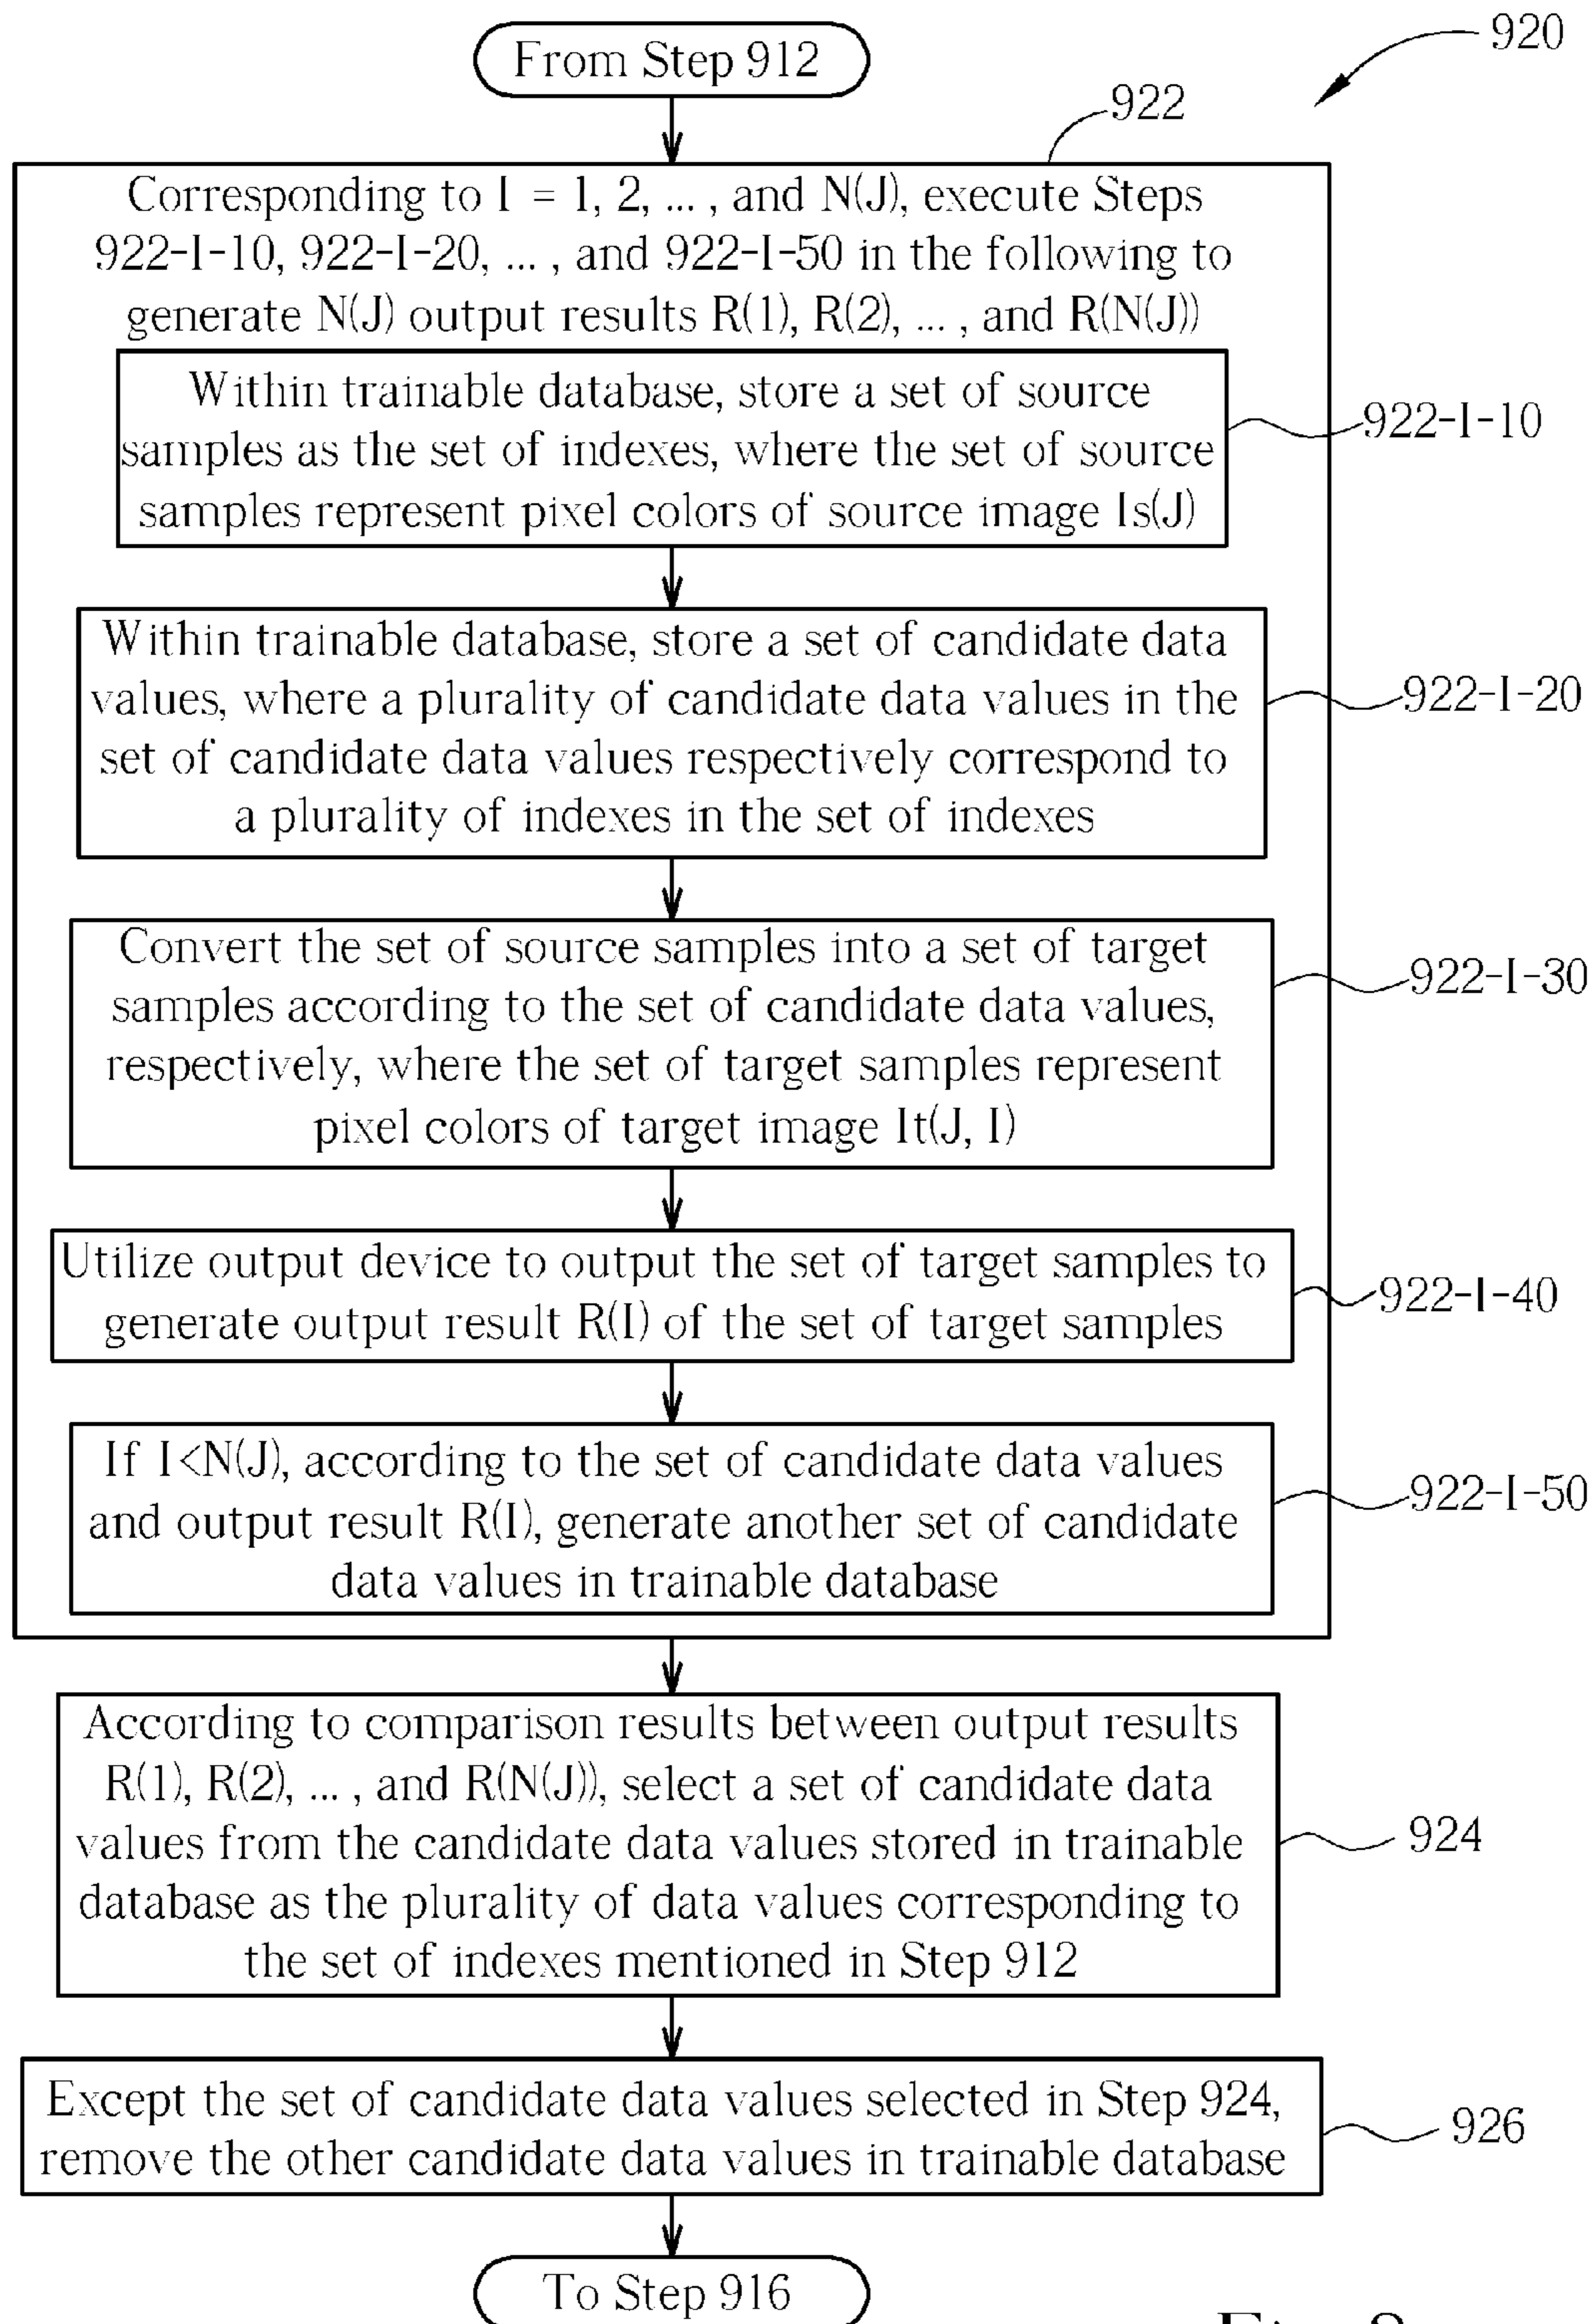 920
From Step 912
922
Corresponding to I = 1, 2, ... , and N(J), execute Steps
922-I-10, 922-I-20, ... , and 922-I-50 in the following to
generate N(J) output results R(1), R(2), ... , and R(N(J))
Within trainable database, store a set of source
samples as the set of indexes, where the set of source
samples represent pixel colors of source image Is(J)
922-I-10
Within trainable database, store a set of candidate data
values, where a plurality of candidate data values in the
set of candidate data values respectively correspond to
a plurality of indexes in the set of indexes
922-I-20
Convert the set of source samples into a set of target
samples according to the set of candidate data values,
respectively, where the set of target samples represent
pixel colors of target image It(J, I)
922-I-30
Utilize output device to output the set of target samples to
generate output result R(I) of the set of target samples
922-I-40
If I<N(J), according to the set of candidate data values
and output result R(I), generate another set of candidate
data values in trainable database
922-I-50
According to comparison results between output results
R(1), R(2), ... , and R(N(J)), select a set of candidate data
values from the candidate data values stored in trainable
database as the plurality of data values corresponding to
the set of indexes mentioned in Step 912
924
Except the set of candidate data values selected in Step 924,
remove the other candidate data values in trainable database
926
To Step 916